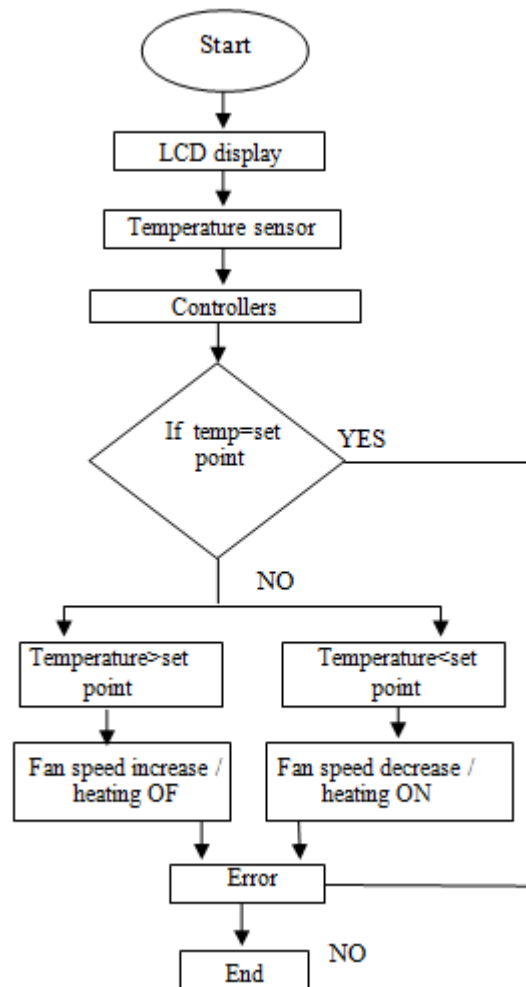 Start
LCD display
Temperature sensor
Controllers
If temp=set
point
YES
NO
Temperature>set
point
Temperature<set
point
Fan speed increase /
heating OF
Fan speed decrease /
heating ON
Error
NO
End